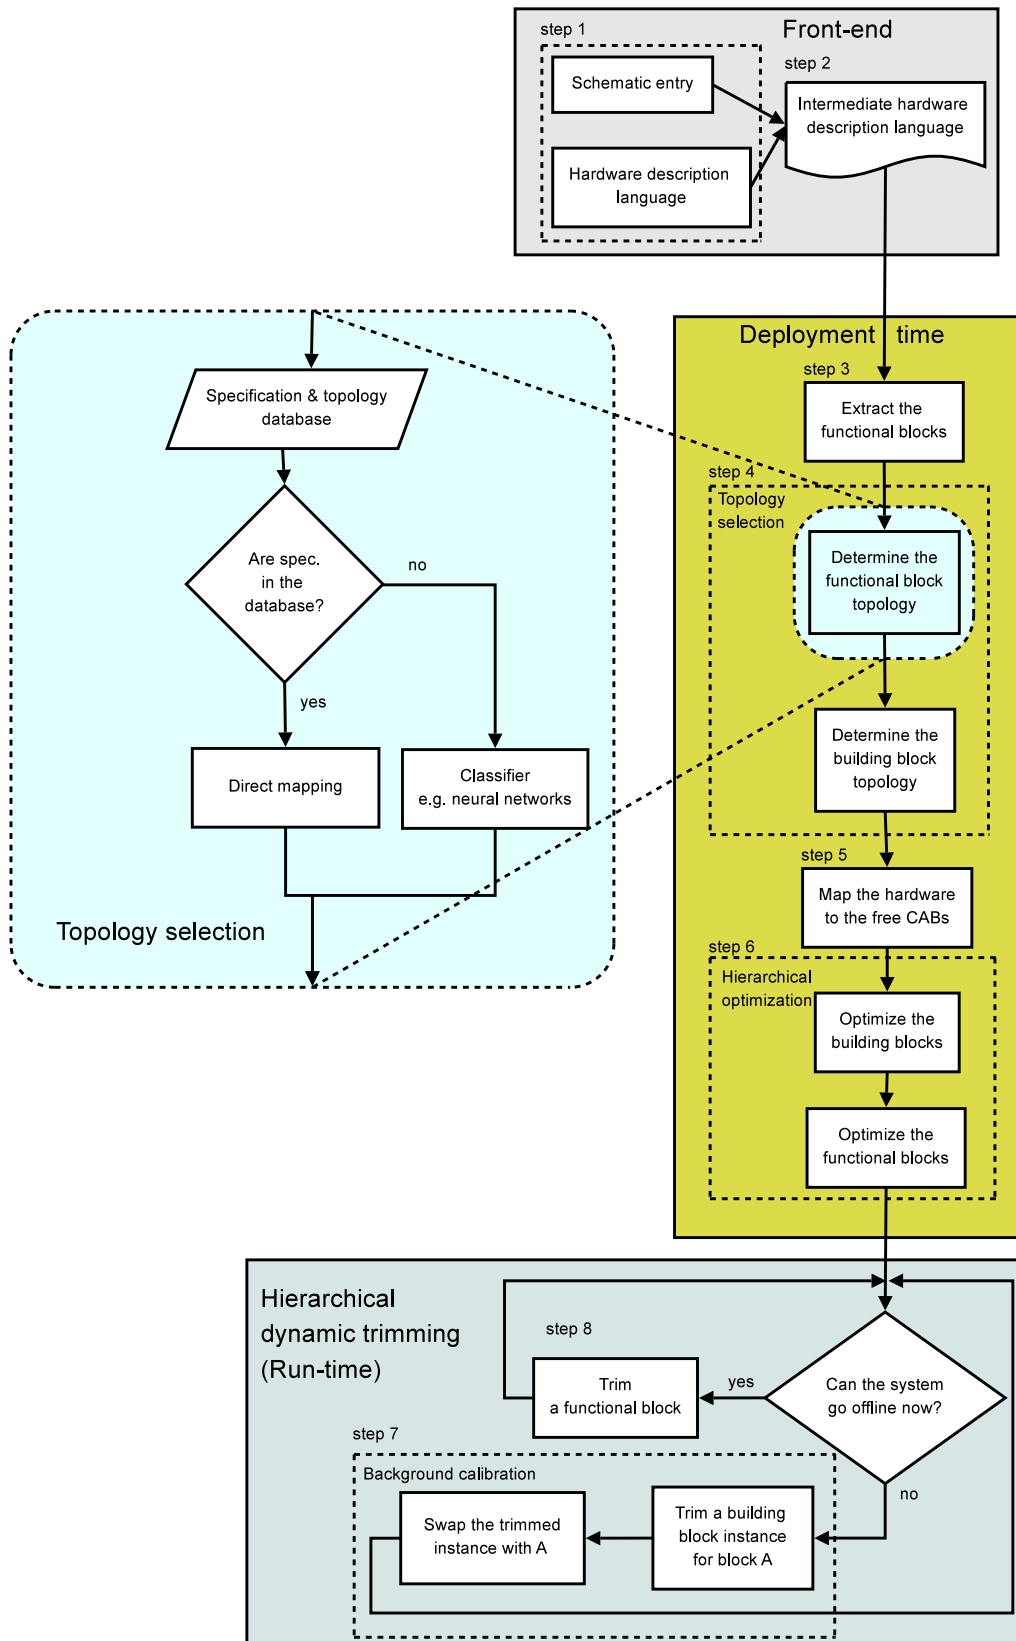 step 1
Front-end
Schematic entry
step 2
Intermediate hardware
description language
Hardware description
language
Deployment time
step 3
Extract the
functional blocks
step 4
Topology
selection
Determine the
functional block
topology
Determine the
building block
topology
step 5
Map the hardware
to the free CABs
step 6
Hierarchical
optimization
Optimize the
building blocks
Optimize the
functional blocks
Specification & topology
database
Are spec.
in the
database?
no
yes
Direct mapping
Classifier
e.g. neural networks
Topology selection
Hierarchical
dynamic trimming
(Run-time)
step 8
Trim
a functional block
yes
Can the system
go offline now?
no
step 7
Background calibration
Swap the trimmed
instance with A
Trim a building
block instance
for block A